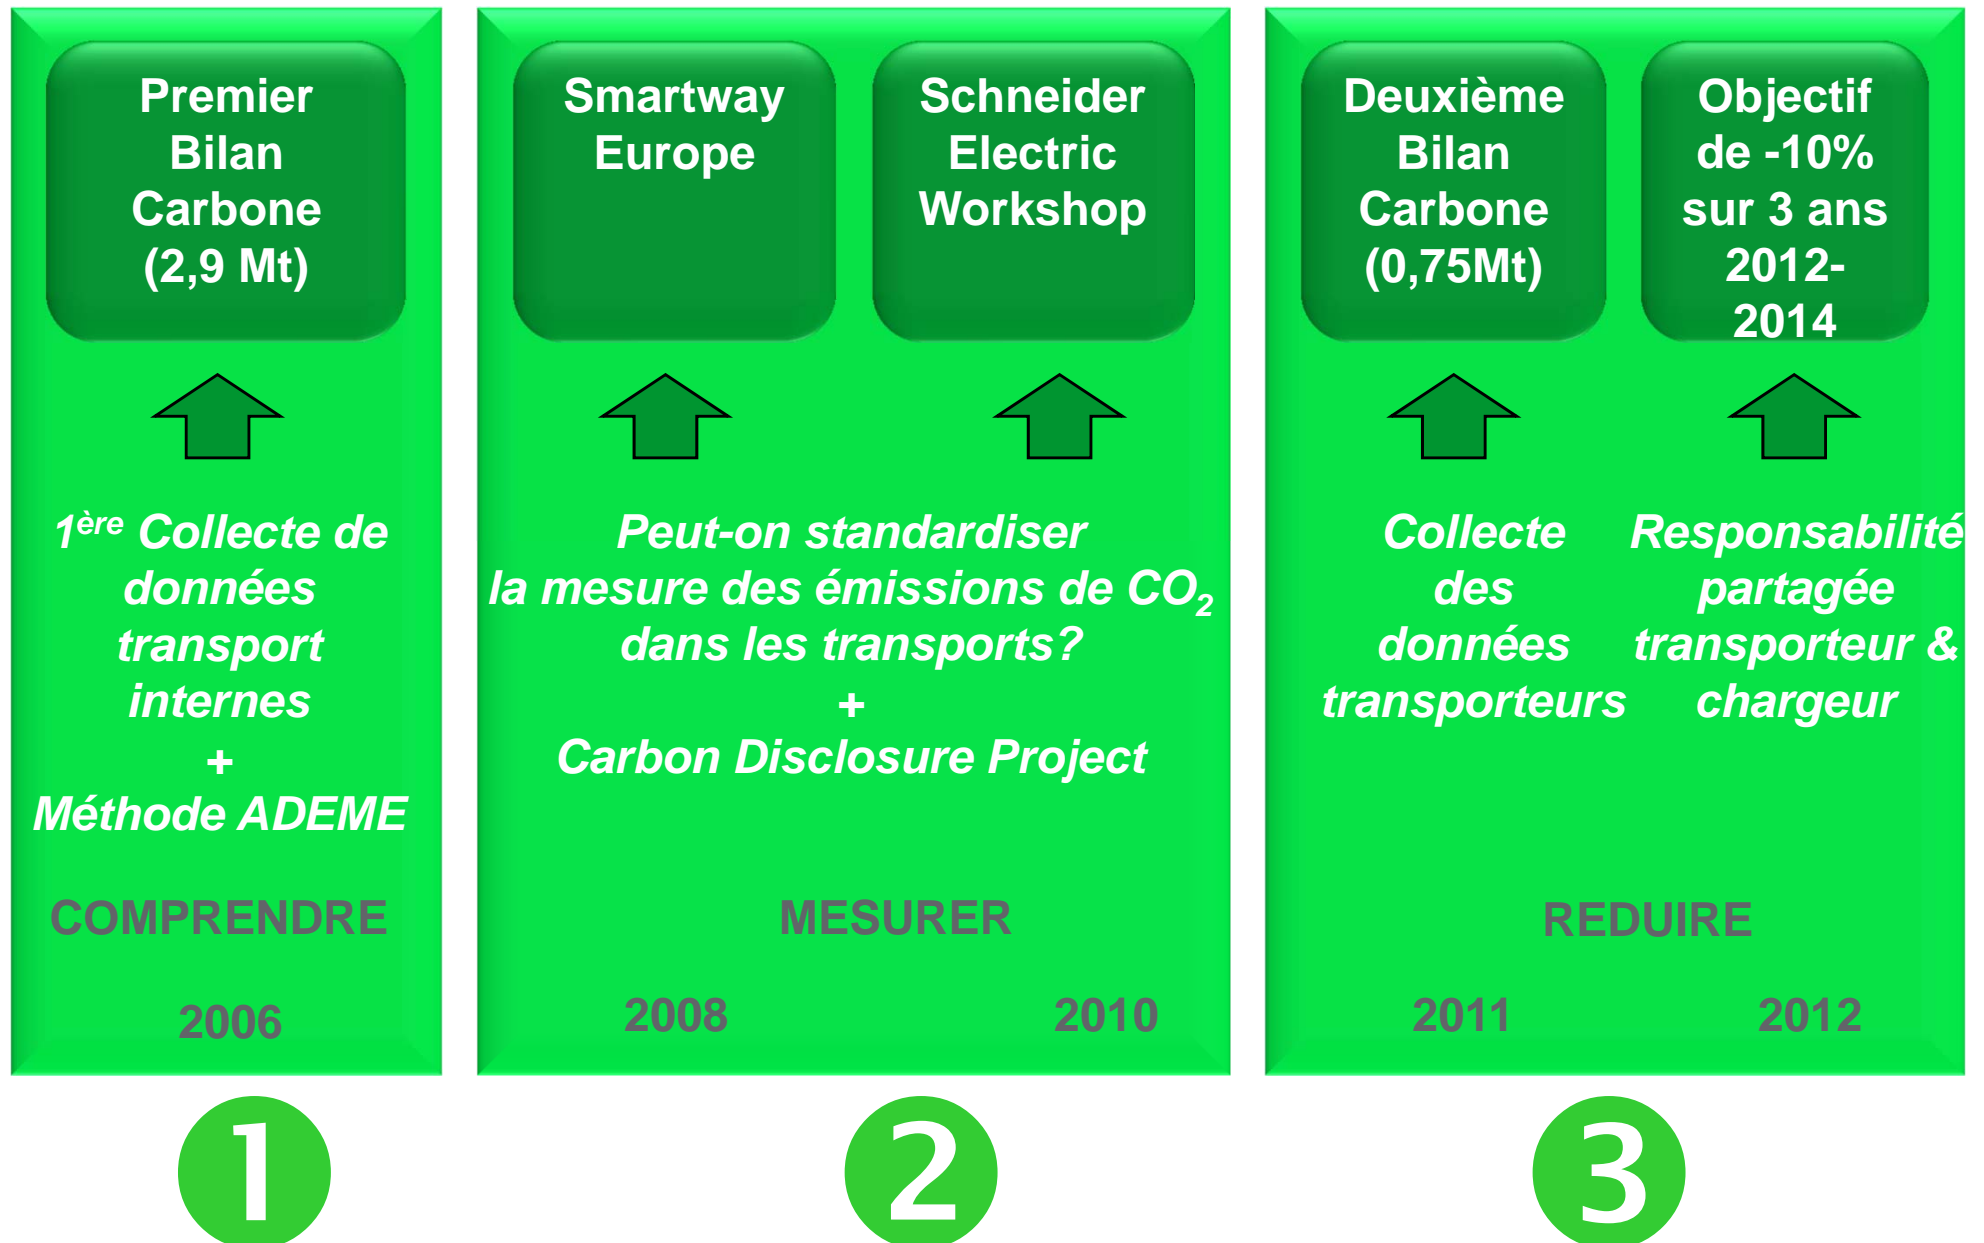 Premier
Bilan
Carbone
(2,9 Mt)
1ère Collecte de
données
transport
internes
+
Méthode ADEME
COMPRENDRE
2006
1
Smartway
Europe
Schneider
Electric
Workshop
Peut-on standardiser
la mesure des émissions de CO2
dans les transports?
+
Carbon Disclosure Project
MESURER
2008
2010
2
Deuxième
Bilan
Carbone
(0,75Mt)
Objectif
de -10%
sur 3 ans
2012-
2014
Collecte
des
données
transporteurs
Responsabilité
partagée
transporteur &
chargeur
REDUIRE
2011
2012
3